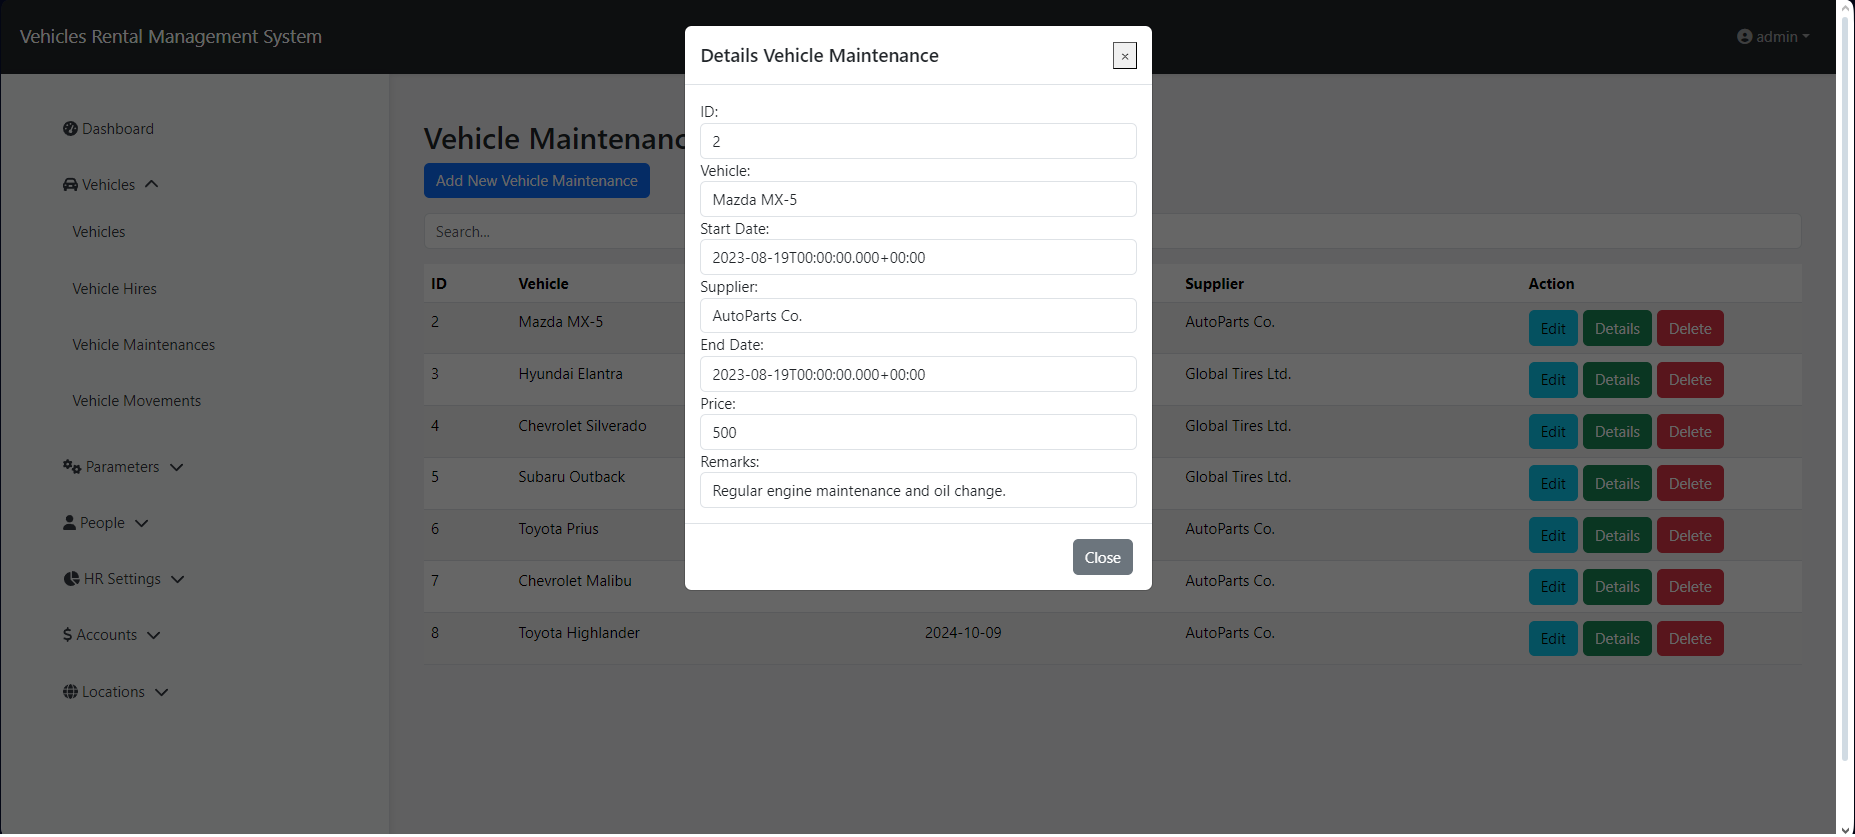 Vehicles Rental Management System
admin
Dashboard
Vehicles
Vehicles
Vehicle Hires
Vehicle Maintenances
Vehicle Movements
Parameters
People
HR Settings
$ Accounts
Locations
Vehicle Maintenanc
Add New Vehicle Maintenance
Search...
ID Vehicle Supplier Action
2 Mazda MX-5 AutoParts Co. Edit Details Delete
3 Hyundai Elantra Global Tires Ltd. Edit Details Delete
4 Chevrolet Silverado Global Tires Ltd. Edit Details Delete
5 Subaru Outback Global Tires Ltd. Edit Details Delete
6 Toyota Prius AutoParts Co. Edit Details Delete
7 Chevrolet Malibu AutoParts Co. Edit Details Delete
8 Toyota Highlander 2024-10-09 AutoParts Co. Edit Details Delete
Details Vehicle Maintenance
×
ID:
2
Vehicle:
Mazda MX-5
Start Date:
2023-08-19T00:00:00.000+00:00
Supplier:
AutoParts Co.
End Date:
2023-08-19T00:00:00.000+00:00
Price:
500
Remarks:
Regular engine maintenance and oil change.
Close